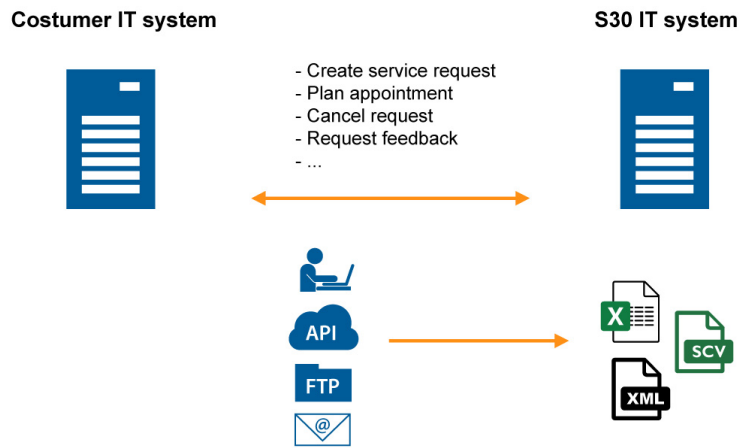 Costumer IT system
S30 IT system
- Create service request
- Plan appointment
- Cancel request
- Request feedback
- ...
API
FTP
@
X
SCV
XML